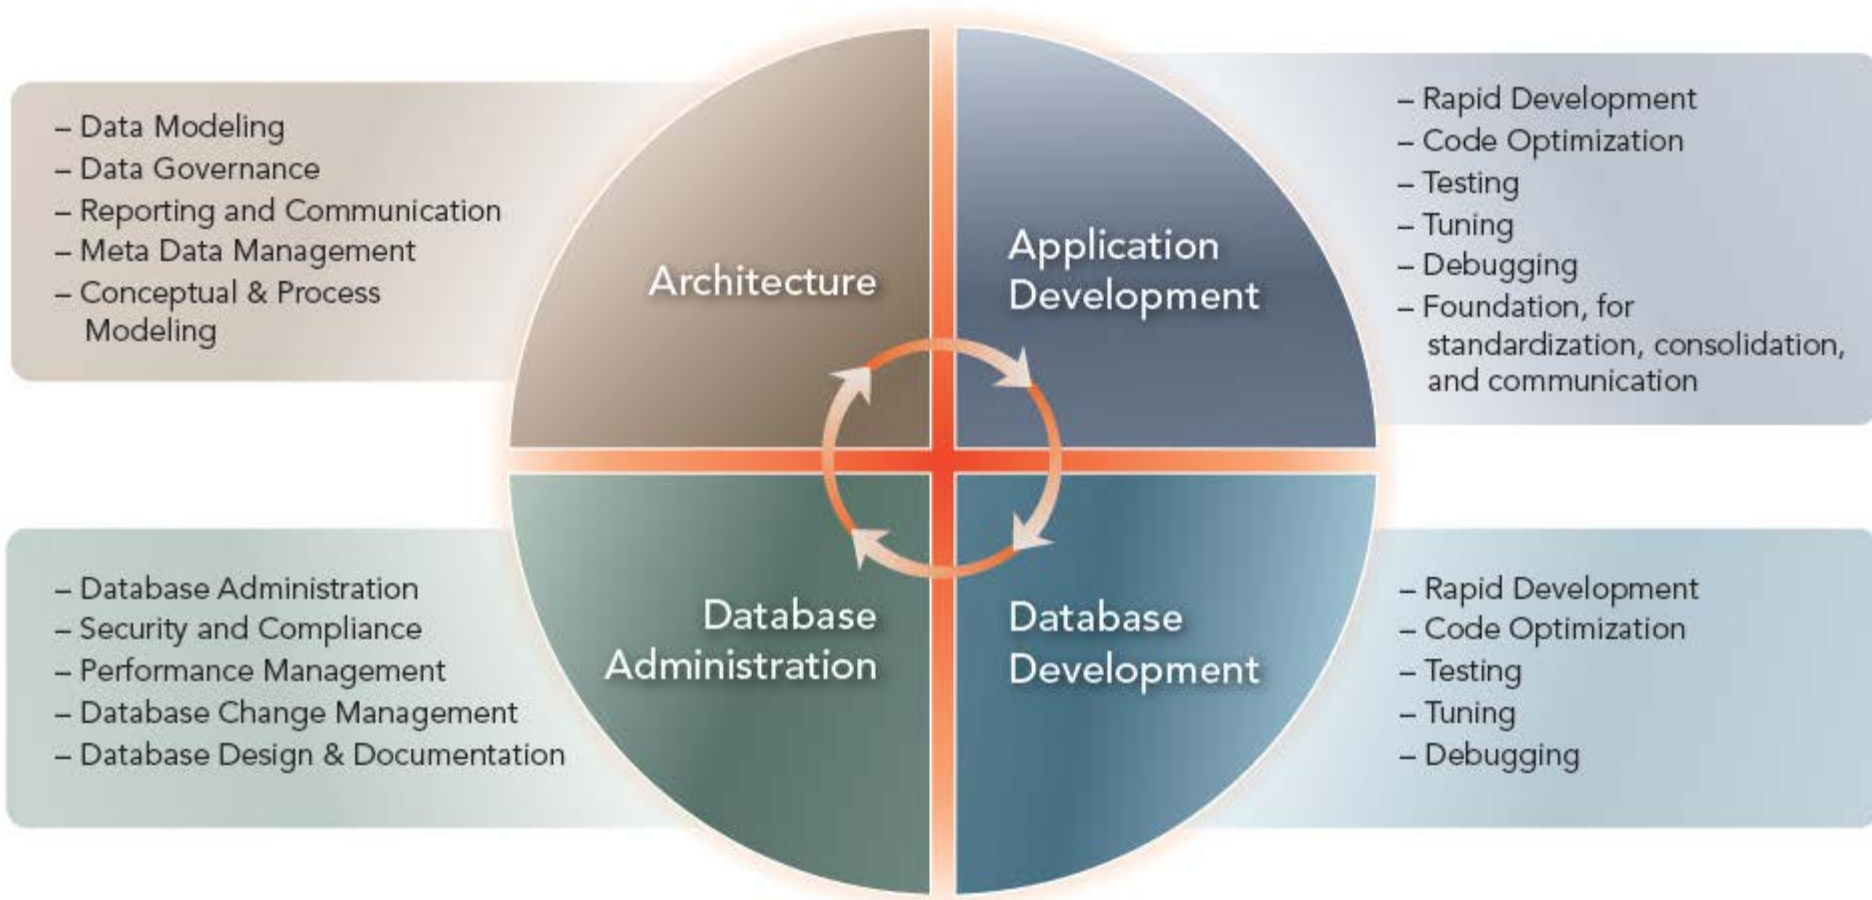 – Data Modeling
– Data Governance
– Reporting and Communication
– Meta Data Management
– Conceptual & Process
Modeling
Architecture
Application
Development
– Rapid Development
– Code Optimization
– Testing
– Tuning
– Debugging
– Foundation, for
standardization, consolidation,
and communication
– Database Administration
– Security and Compliance
– Performance Management
– Database Change Management
– Database Design & Documentation
Database
Administration
Database
Development
– Rapid Development
– Code Optimization
– Testing
– Tuning
– Debugging